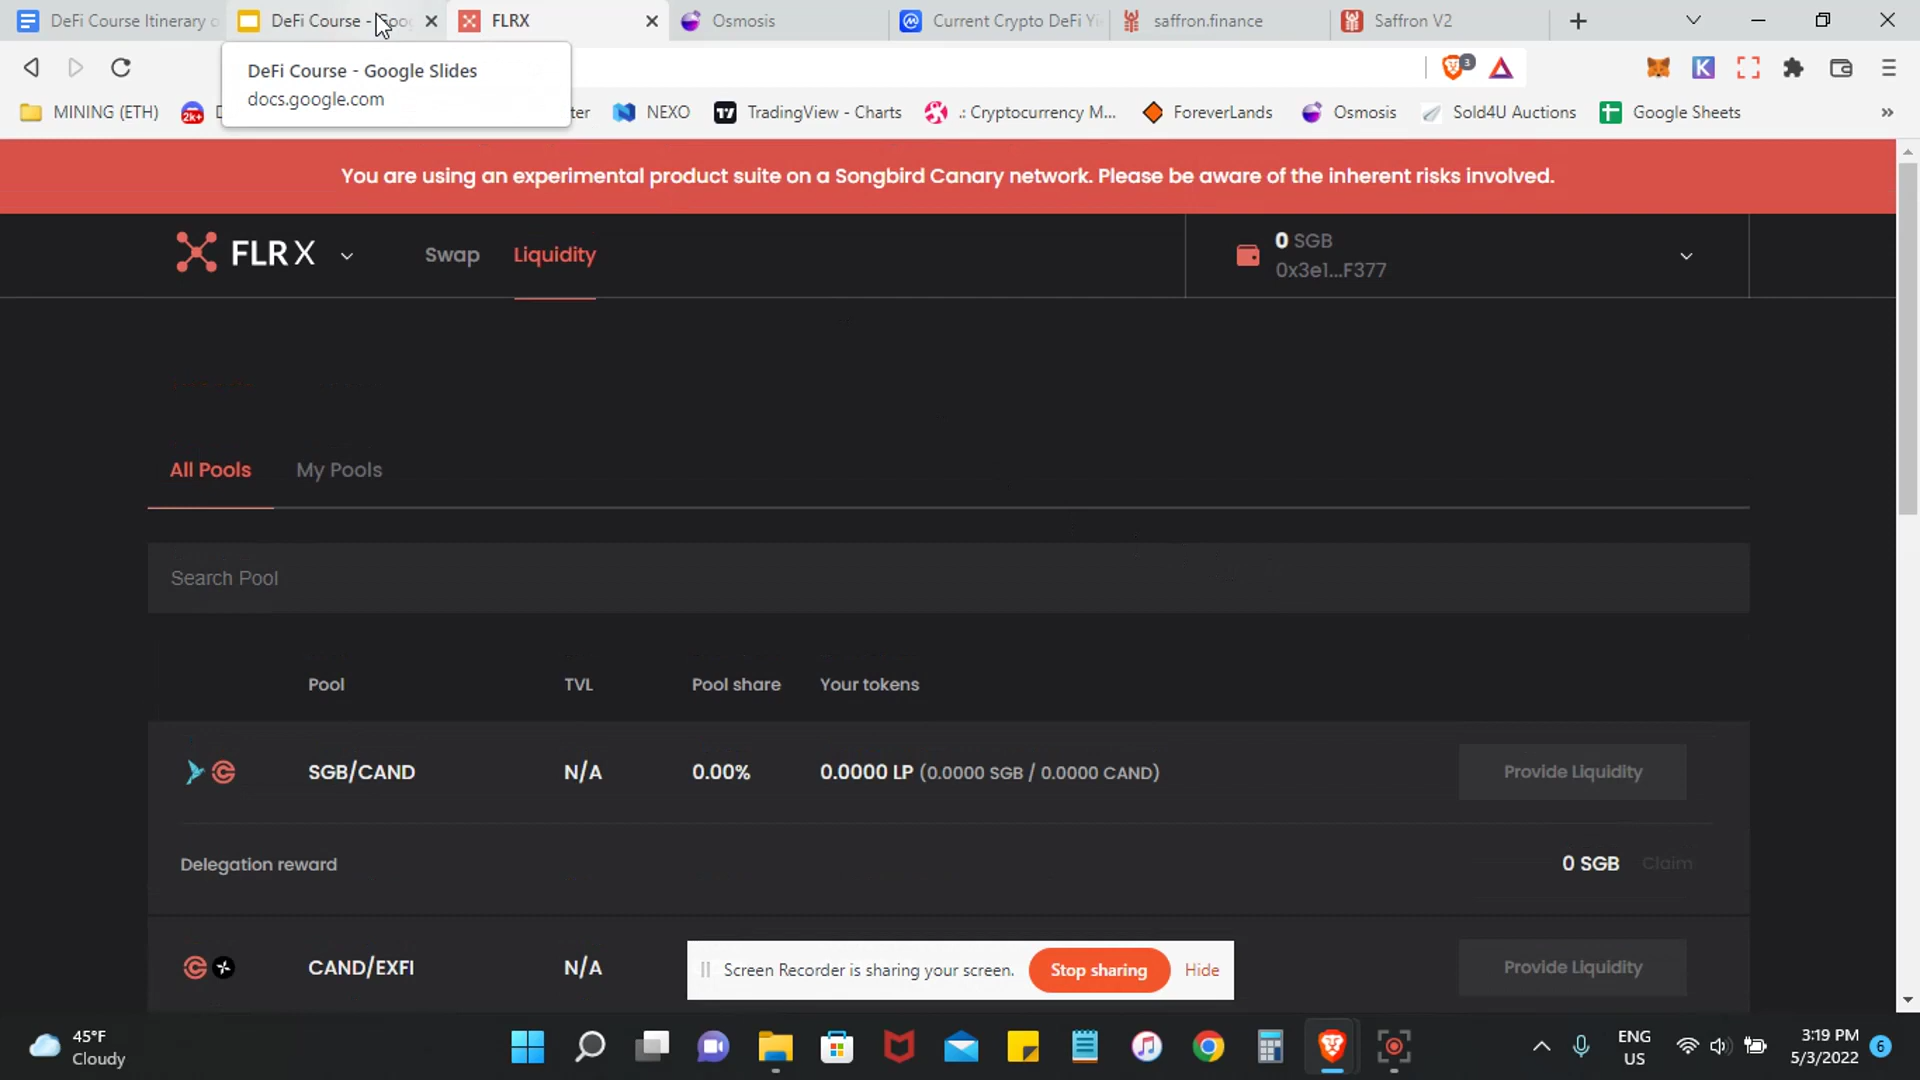 DeFi Course Itinerary
DeFi Course - Goog
FLRX
Osmosis
Current Crypto DeFi Yi
saffron.finance
Saffron V2
DeFi Course - Google Slides
docs.google.com
3
MINING (ETH)
2k+
NEXO
TradingView - Charts
.: Cryptocurrency M...
ForeverLands
Osmosis
Sold4U Auctions
Google Sheets
»
You are using an experimental product suite on a Songbird Canary network. Please be aware of the inherent risks involved.
FLR X
Swap
Liquidity
0 SGB
0x3e1...F377
All Pools
My Pools
Search Pool
Pool
TVL
Pool share
Your tokens
SGB/CAND
N/A
0.00%
0.0000 LP (0.0000 SGB / 0.0000 CAND)
Provide Liquidity
Delegation reward
0 SGB
Claim
CAND/EXFI
N/A
Provide Liquidity
Screen Recorder is sharing your screen.
Stop sharing
Hide
45°F
Cloudy
ENG
US
3:19 PM
5/3/2022
6